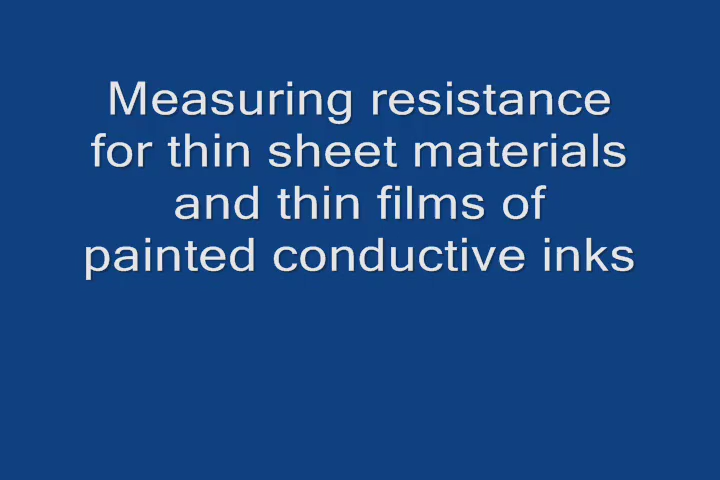 Measuring resistance
for thin sheet materials
and thin films of
painted conductive inks